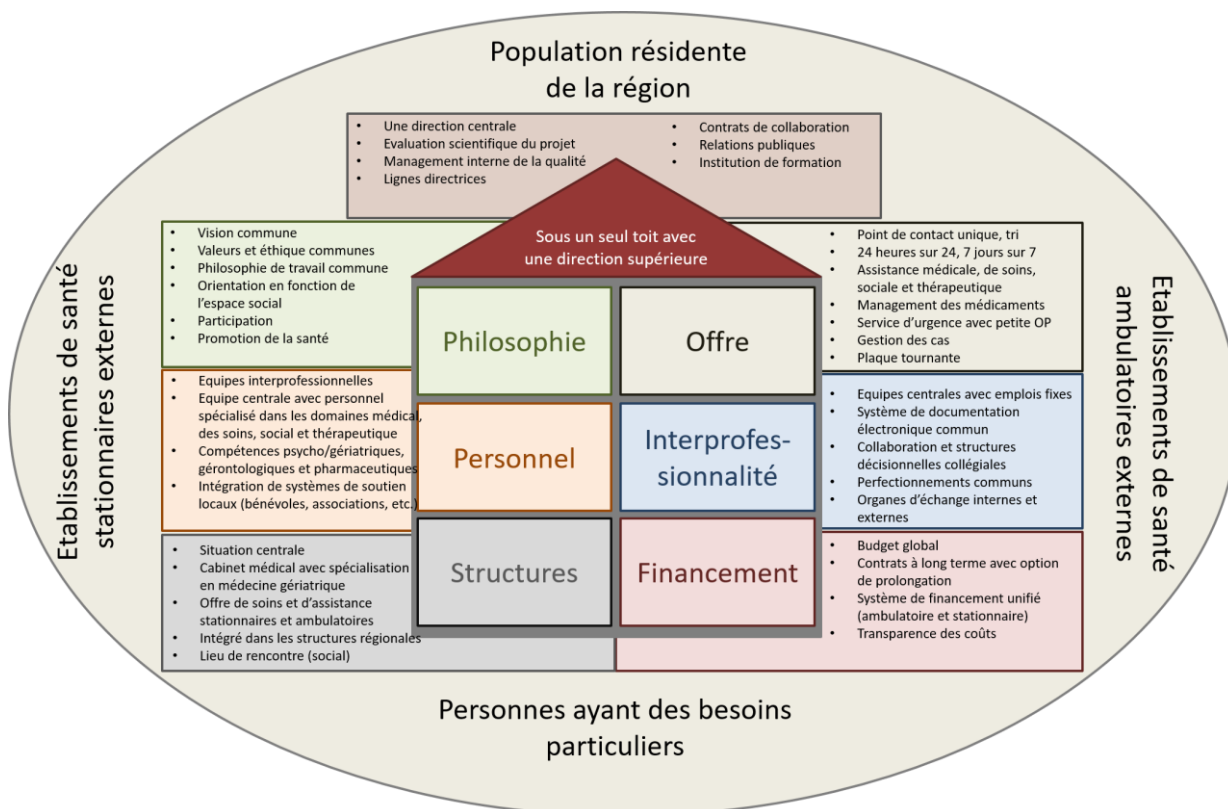 Population résidente
de la région
• Une direction centrale
• Evaluation scientifique du projet
• Management interne de la qualité
• Lignes directrices
• Contrats de collaboration
• Relations publiques
• Institution de formation
Sous un seul toit avec
une direction supérieure
Etablissements de santé
stationnaires externes
• Vision commune
• Valeurs et éthique communes
• Philosophie de travail commune
• Orientation en fonction de
l'espace social
• Participation
• Promotion de la santé
Philosophie
Offre
• Point de contact unique, tri
• 24 heures sur 24, 7 jours sur 7
• Assistance médicale, de soins,
sociale et thérapeutique
• Management des médicaments
• Service d'urgence avec petite OP
• Gestion des cas
• Plaque tournante
Etablissements de santé
ambulatoires externes
• Equipes interprofessionnelles
• Equipe centrale avec personnel
spécialisé dans les domaines médical,
des soins, social et thérapeutique
• Compétences psycho/gériatriques,
gérontologiques et pharmaceutiques
• Intégration de systèmes de soutien
locaux (bénévoles, associations, etc.)
Personnel
Interprofes-
sionnalité
• Equipes centrales avec emplois fixes
• Système de documentation
électronique commun
• Collaboration et structures
décisionnelles collégiales
• Perfectionnements communs
• Organes d'échange internes et
externes
• Situation centrale
• Cabinet médical avec spécialisation
en médecine gériatrique
• Offre de soins et d'assistance
stationnaires et ambulatoires
• Intégré dans les structures régionales
• Lieu de rencontre (social)
Structures
Financement
• Budget global
• Contrats à long terme avec option
de prolongation
• Système de financement unifié
(ambulatoire et stationnaire)
• Transparence des coûts
Personnes ayant des besoins
particuliers